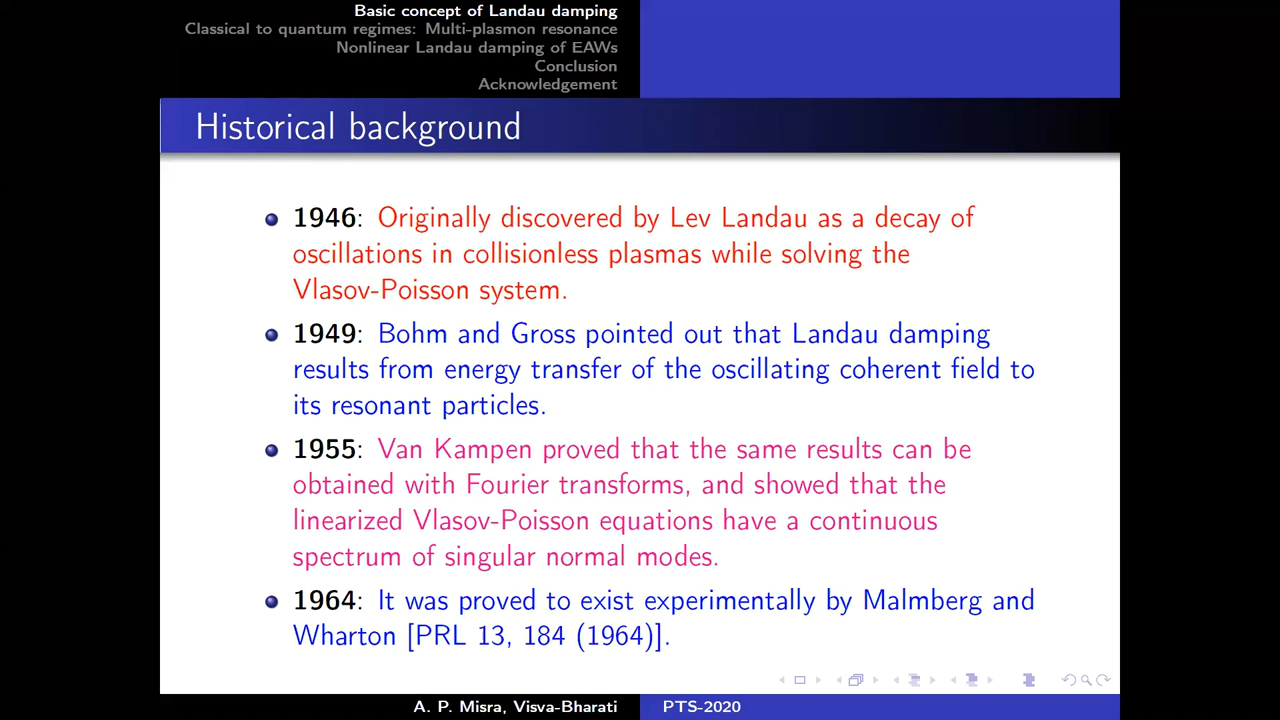 Basic concept of Landau damping
Classical to quantum regimes: Multi-plasmon resonance
Nonlinear Landau damping of EAWs
Conclusion
Acknowledgement
Historical background
1946: Originally discovered by Lev Landau as a decay of
oscillations in collisionless plasmas while solving the
Vlasov-Poisson system.
1949: Bohm and Gross pointed out that Landau damping
results from energy transfer of the oscillating coherent field to
its resonant particles.
1955: Van Kampen proved that the same results can be
obtained with Fourier transforms, and showed that the
linearized Vlasov-Poisson equations have a continuous
spectrum of singular normal modes.
1964: It was proved to exist experimentally by Malmberg and
Wharton [PRL 13, 184 (1964)].
A. P. Misra, Visva-Bharati
PTS-2020